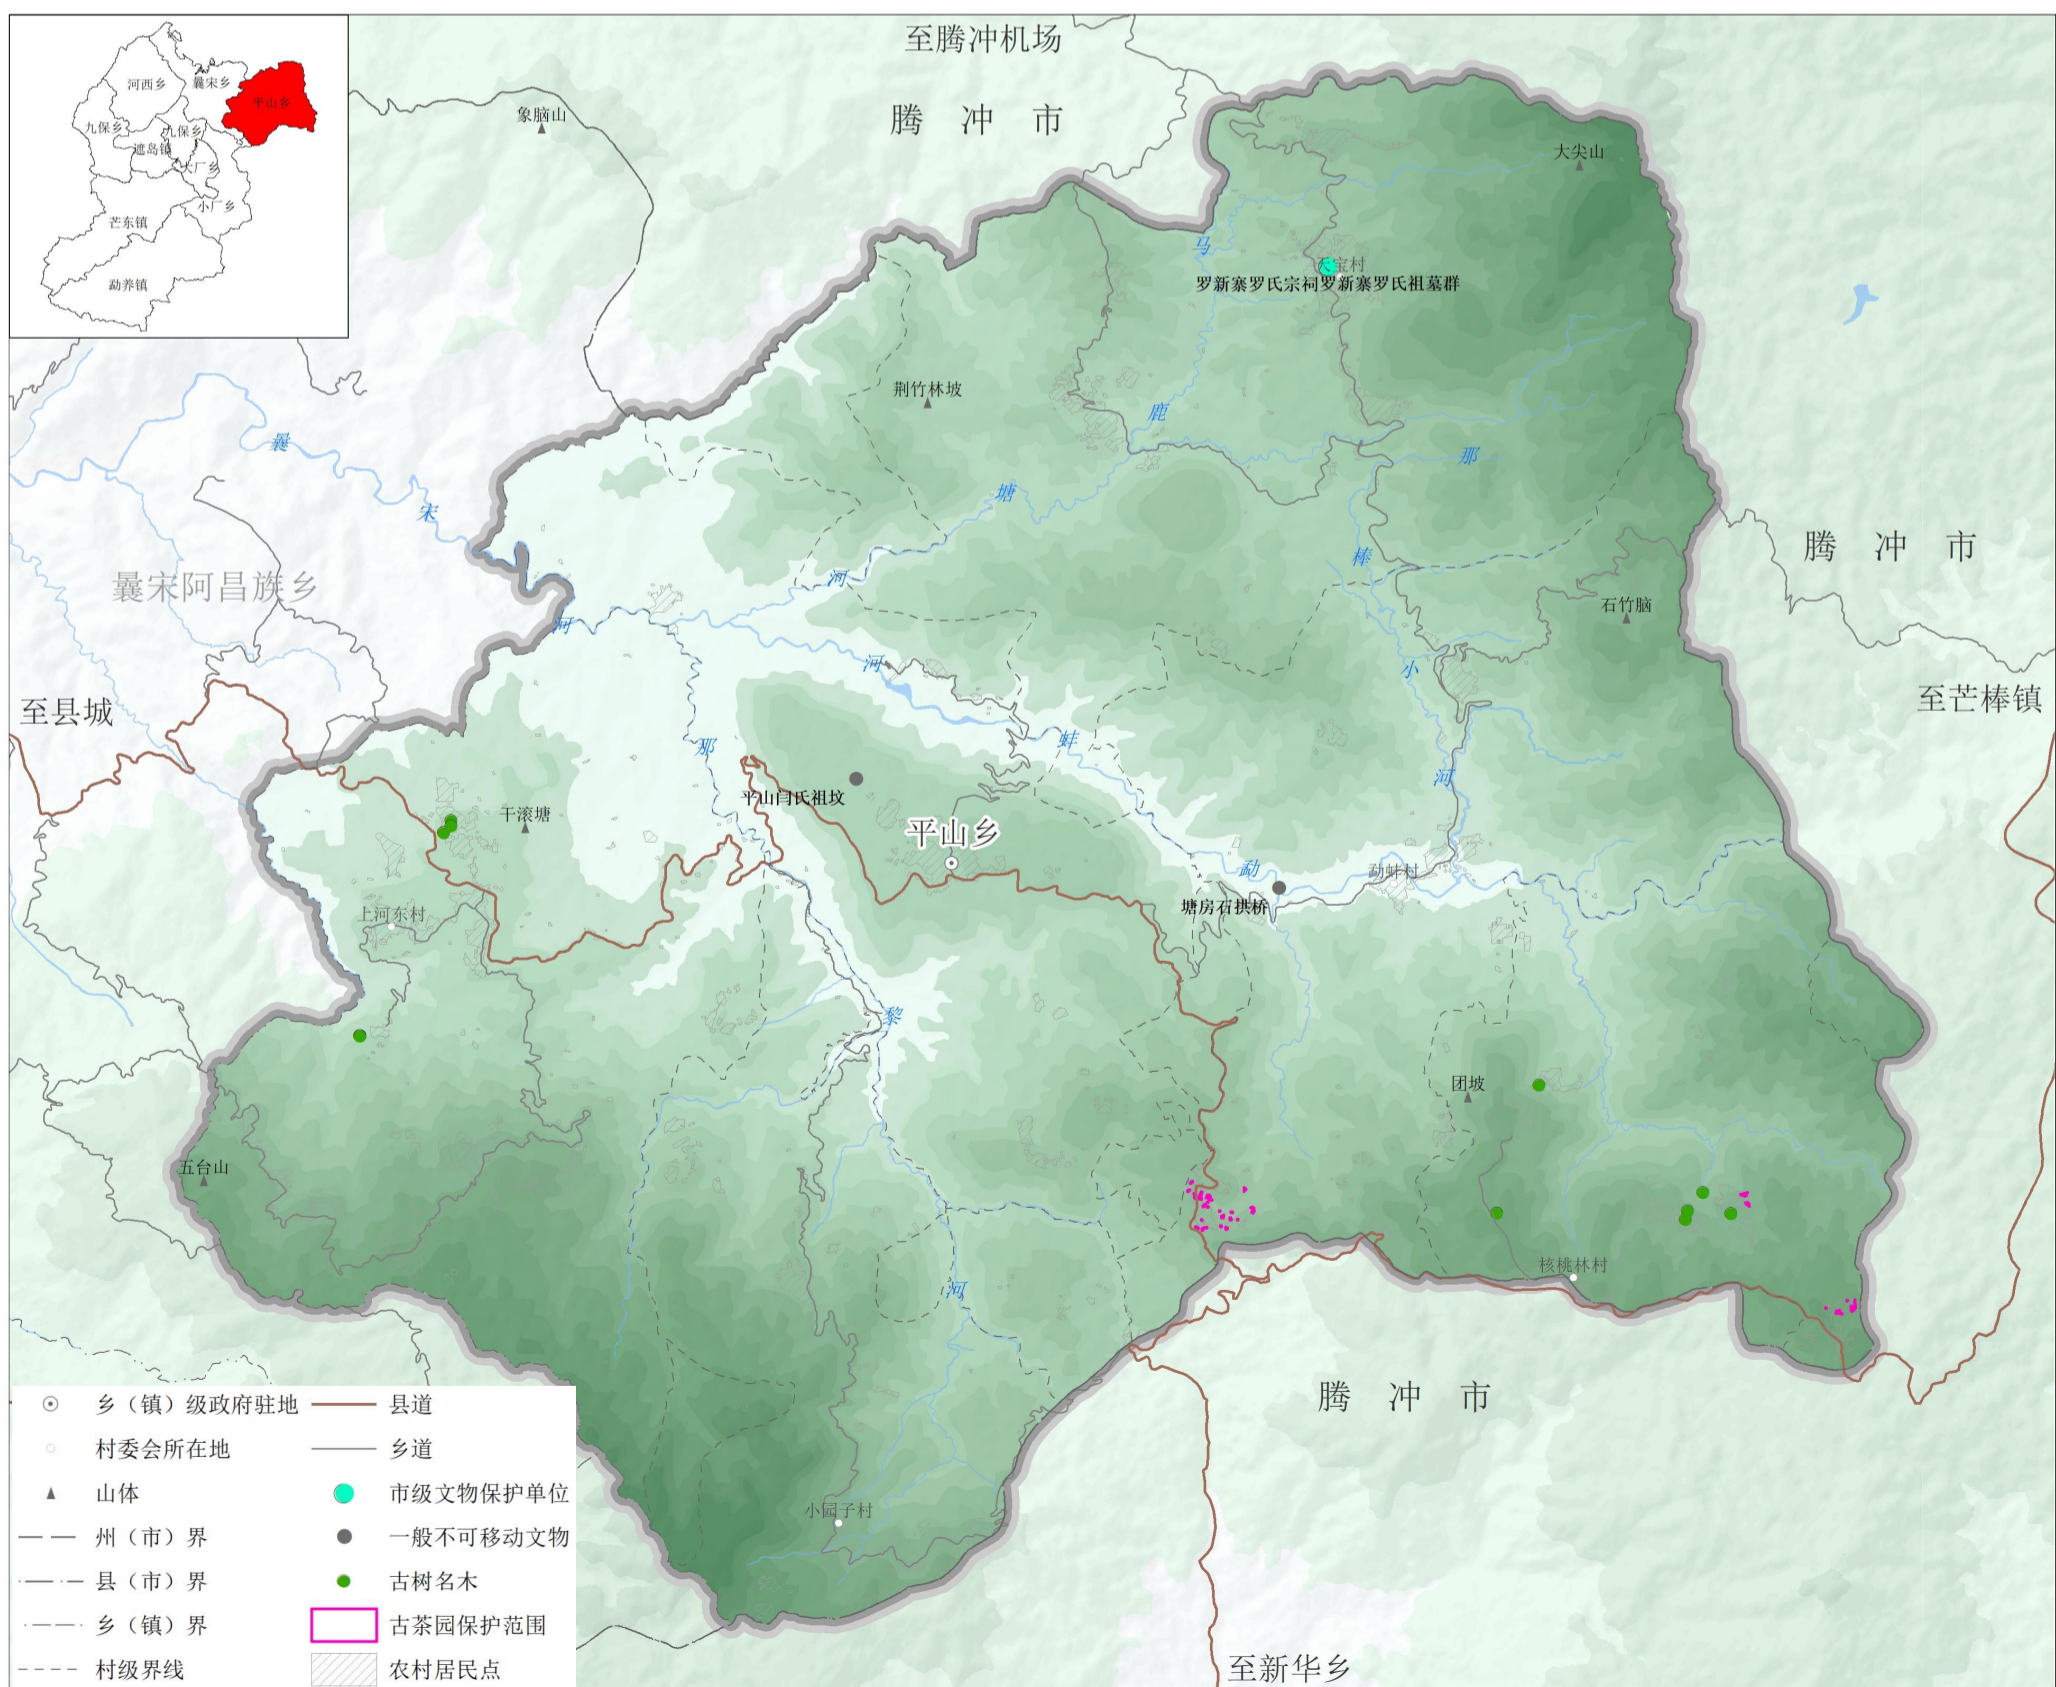 河西乡
曩宋乡
平山乡
九保乡
九保乡
遮岛镇
大厂乡
小厂乡
芒东镇
勐养镇
至腾冲机场
腾冲市
象脑山
大尖山
马
天宝村
罗新寨罗氏宗祠罗新寨罗氏祖墓群
荆竹林坡
鹿
曩
那
塘
宋
腾冲市
棒
河
曩宋阿昌族乡
石竹脑
河
河
小
至县城
至芒棒镇
那
蚌
河
平山闫氏祖坟
干滚塘
平山乡
勐
勐蚌村
塘房石拱桥
上河东村
黎
团坡
五台山
核桃林村
河
腾冲市
小园子村
至新华乡
乡（镇）级政府驻地
县道
村委会所在地
乡道
山体
市级文物保护单位
州（市）界
一般不可移动文物
县（市）界
古树名木
乡（镇）界
古茶园保护范围
村级界线
农村居民点